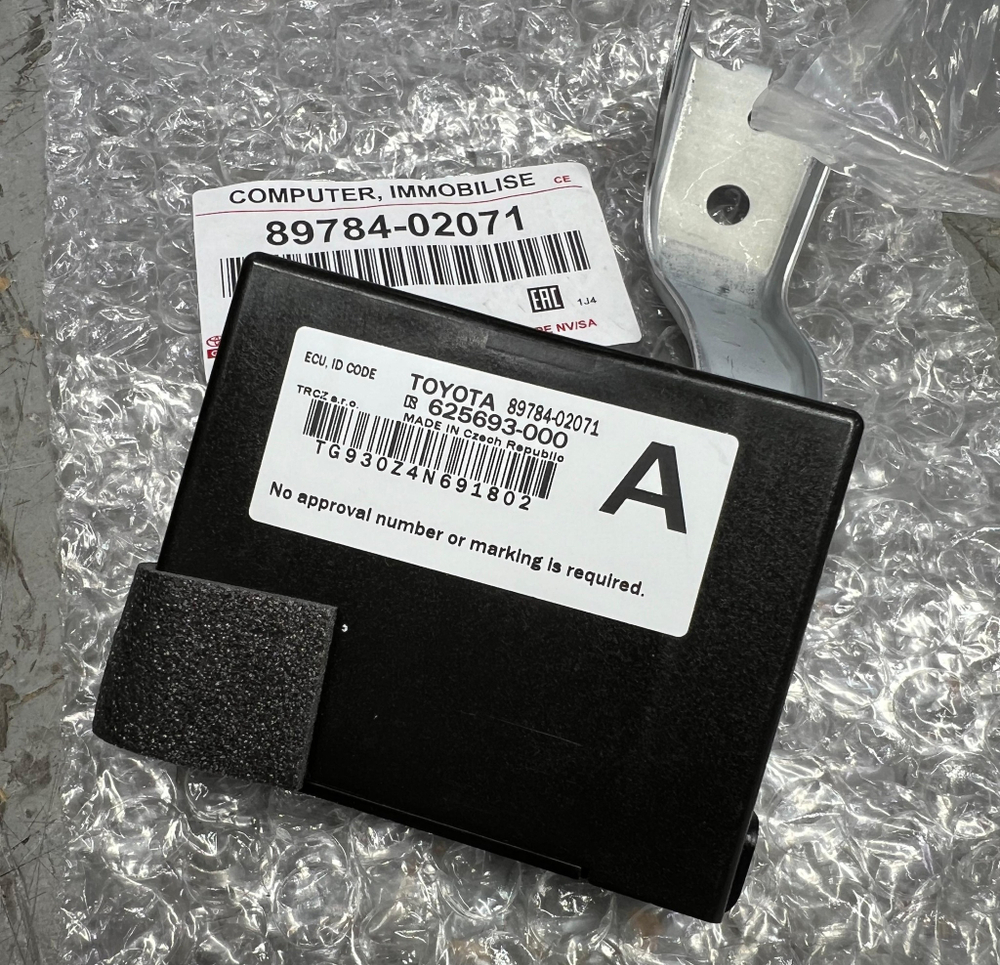 COMPUTER, IMMOBILISE CE
89784-02071
EAC 1J4
NV/SA
ECU, ID CODE
TOYOTA 89784-02071
625693-000
TRCZ s.r.o.
MADE IN Czech Republic
TG930Z4N691802
A
No approval number or marking is required.